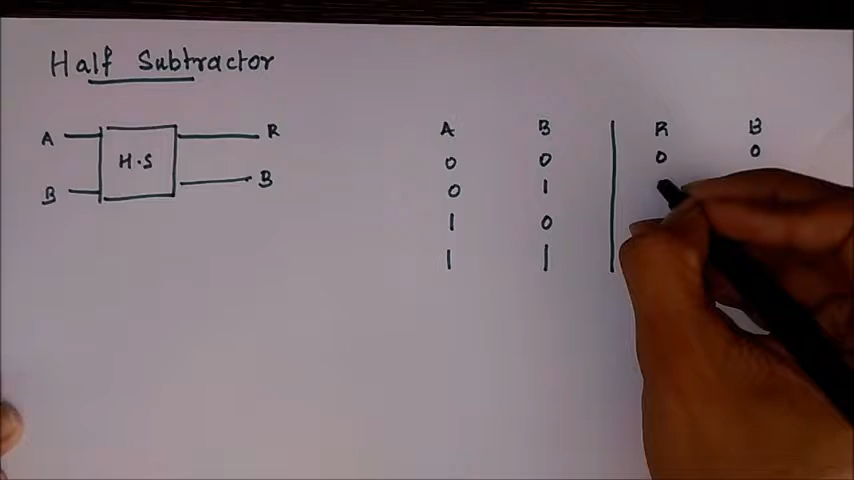 Half Subtractor
A H.S R
B B
A B R B
0 0 0 0
0 1
1 0
1 1